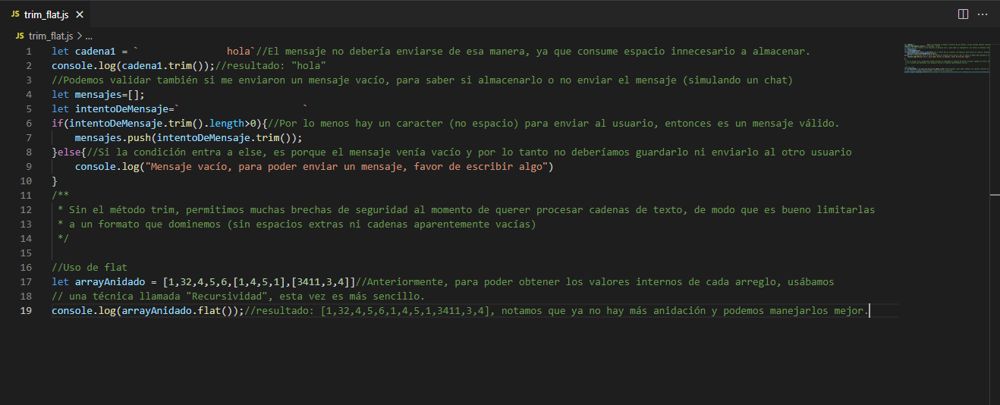 JS trim_flat.js ×
JS trim_flat.js > ...
1 let cadena1 = `               hola`//El mensaje no debería enviarse de esa manera, ya que consume espacio innecesario a almacenar.
2 console.log(cadena1.trim());//resultado: "hola"
3 //Podemos validar también si me enviaron un mensaje vacío, para saber si almacenarlo o no enviar el mensaje (simulando un chat)
4 let mensajes=[];
5 let intentoDeMensaje=`                     `
6 if(intentoDeMensaje.trim().length>0){//Por lo menos hay un caracter (no espacio) para enviar al usuario, entonces es un mensaje válido.
7     mensajes.push(intentoDeMensaje.trim());
8 }else{//Si la condición entra a else, es porque el mensaje venía vacío y por lo tanto no deberíamos guardarlo ni enviarlo al otro usuario
9     console.log("Mensaje vacío, para poder enviar un mensaje, favor de escribir algo")
10 }
11 /**
12  * Sin el método trim, permitimos muchas brechas de seguridad al momento de querer procesar cadenas de texto, de modo que es bueno limitarlas
13  * a un formato que dominemos (sin espacios extras ni cadenas aparentemente vacías)
14  */
15
16 //Uso de flat
17 let arrayAnidado = [1,32,4,5,6,[1,4,5,1],[3411,3,4]]//Anteriormente, para poder obtener los valores internos de cada arreglo, usábamos
18 // una técnica llamada "Recursividad", esta vez es más sencillo.
19 console.log(arrayAnidado.flat());//resultado: [1,32,4,5,6,1,4,5,1,3411,3,4], notamos que ya no hay más anidación y podemos manejarlos mejor.